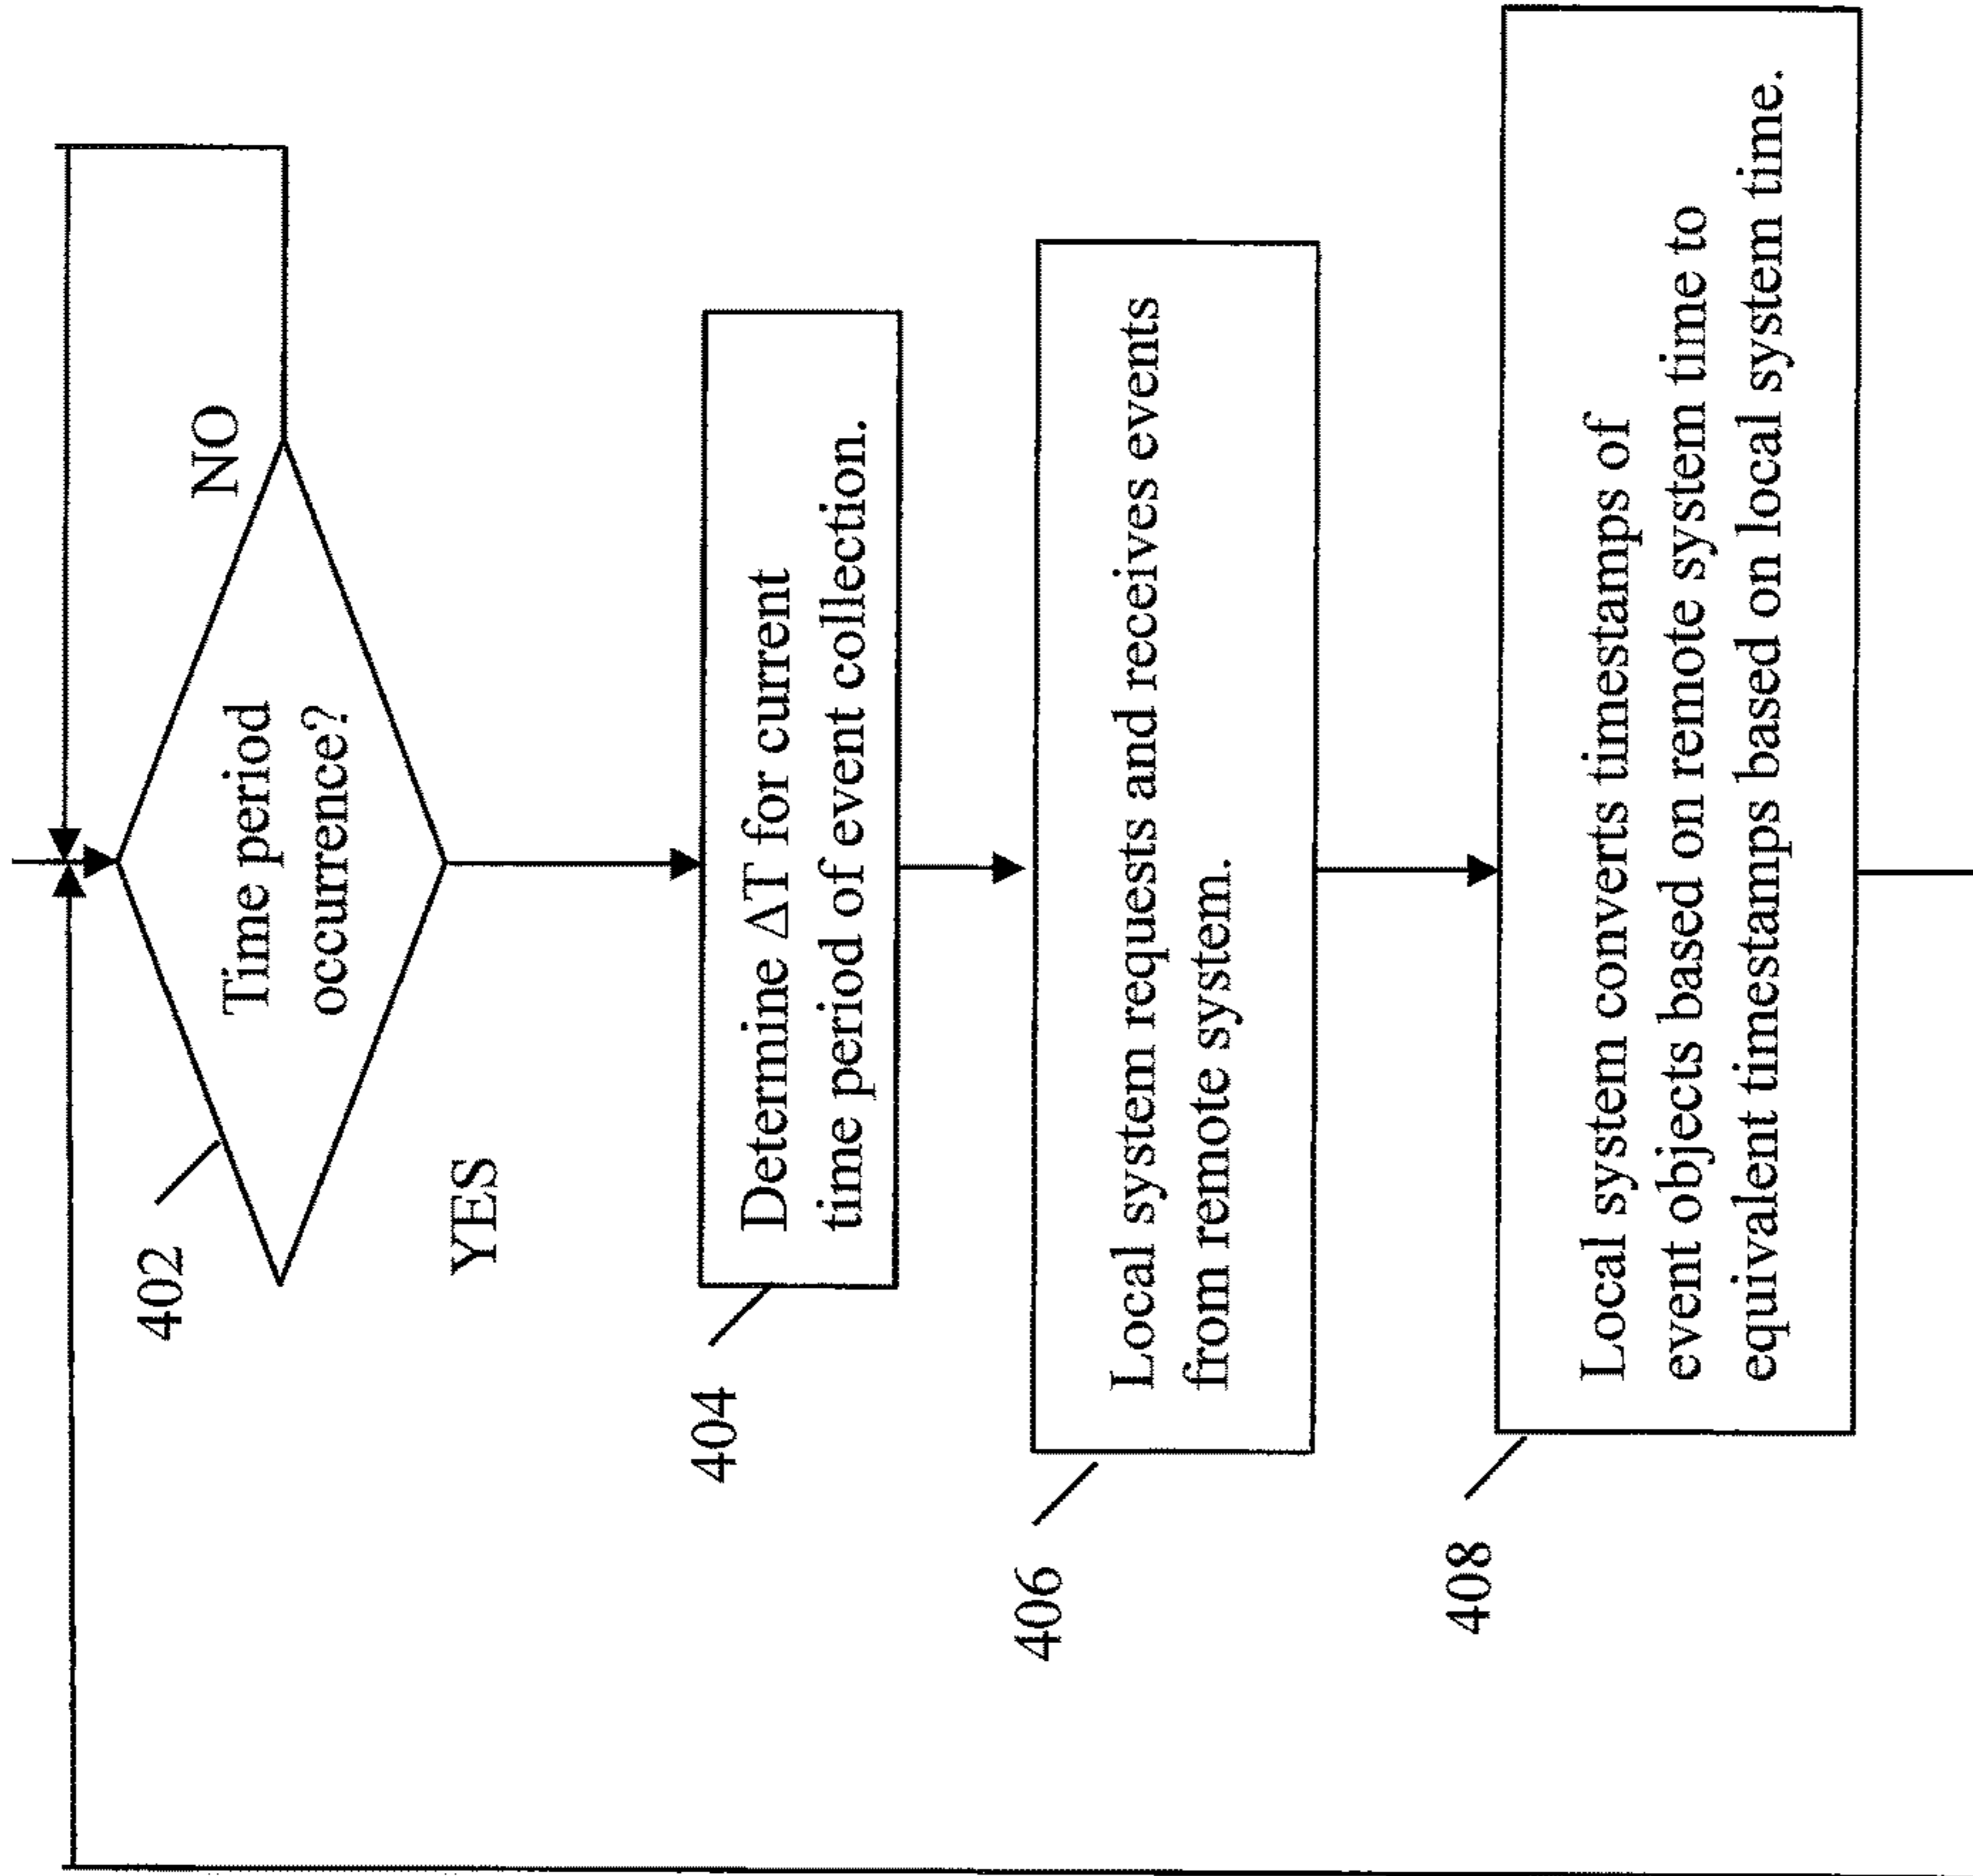 402
Time period
occurrence?
NO
YES
404
Determine ΔT for current
time period of event collection.
406
Local system requests and receives events
from remote system.
408
Local system converts timestamps of
event objects based on remote system time to
equivalent timestamps based on local system time.